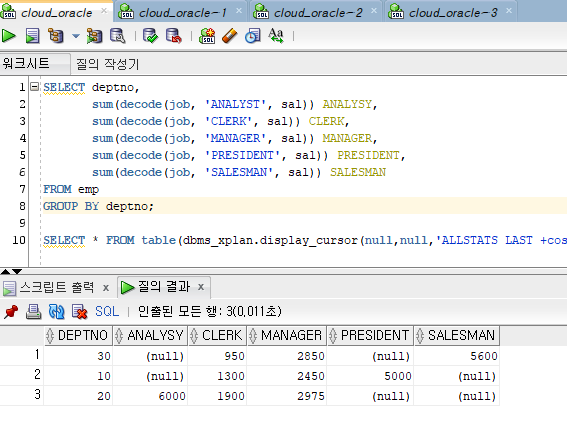 cloud_oracle × cloud_oracle~1 × cloud_oracle~2 × cloud_oracle~3 ×
SQL Aa
워크시트 질의 작성기
1 SELECT deptno,
2 sum(decode(job, 'ANALYST', sal)) ANALYSY,
3 sum(decode(job, 'CLERK', sal)) CLERK,
4 sum(decode(job, 'MANAGER', sal)) MANAGER,
5 sum(decode(job, 'PRESIDENT', sal)) PRESIDENT,
6 sum(decode(job, 'SALESMAN', sal)) SALESMAN
7 FROM emp
8 GROUP BY deptno;
9
10 SELECT * FROM table(dbms_xplan.display_cursor(null,null,'ALLSTATS LAST +cos
스크립트 출력 × 질의 결과 ×
SQL | 인출된 모든 행: 3(0,011초)
DEPTNO ANALYSY CLERK MANAGER PRESIDENT SALESMAN
1 30 (null) 950 2850 (null) 5600
2 10 (null) 1300 2450 5000 (null)
3 20 6000 1900 2975 (null) (null)